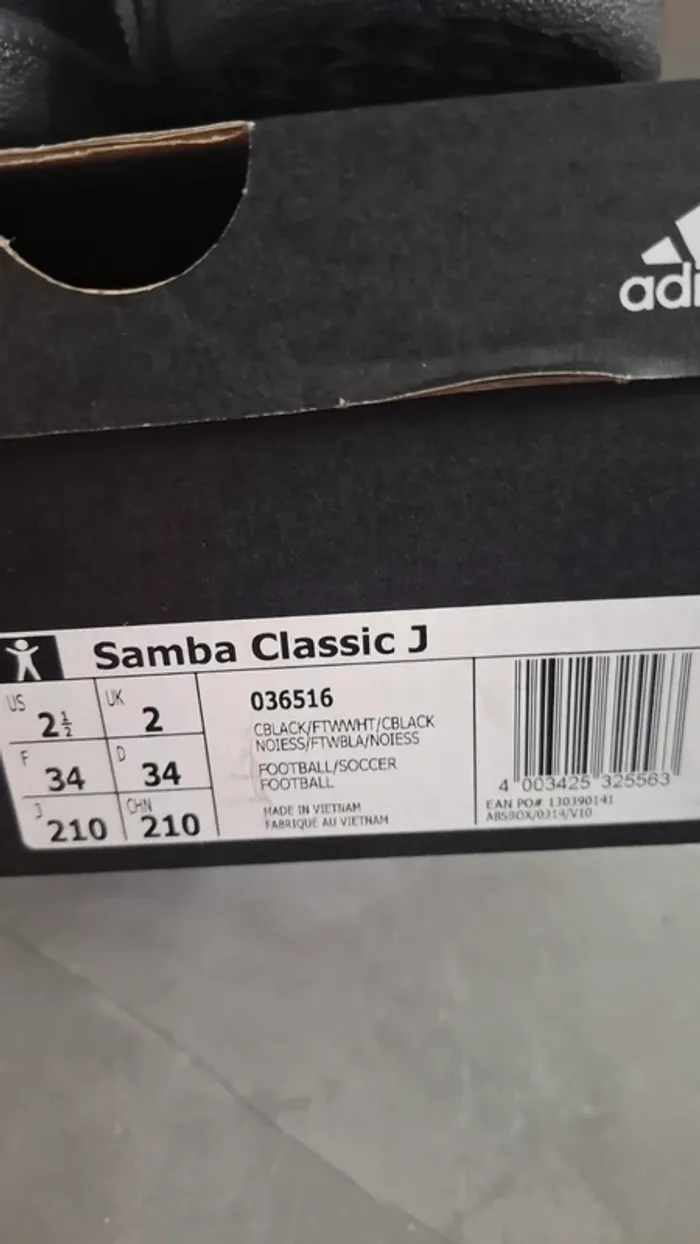 adi
Samba Classic J
US 2½ UK 2
F 34 D 34
J 210 CHN 210
036516
CBLACK/FTWWHT/CBLACK
NOIESS/FTWBLA/NOIESS
FOOTBALL/SOCCER
FOOTBALL
MADE IN VIETNAM
FABRIQUÉ AU VIETNAM
4 003425 325563
EAN PO# 130390141
ABSBOX/0314/V10